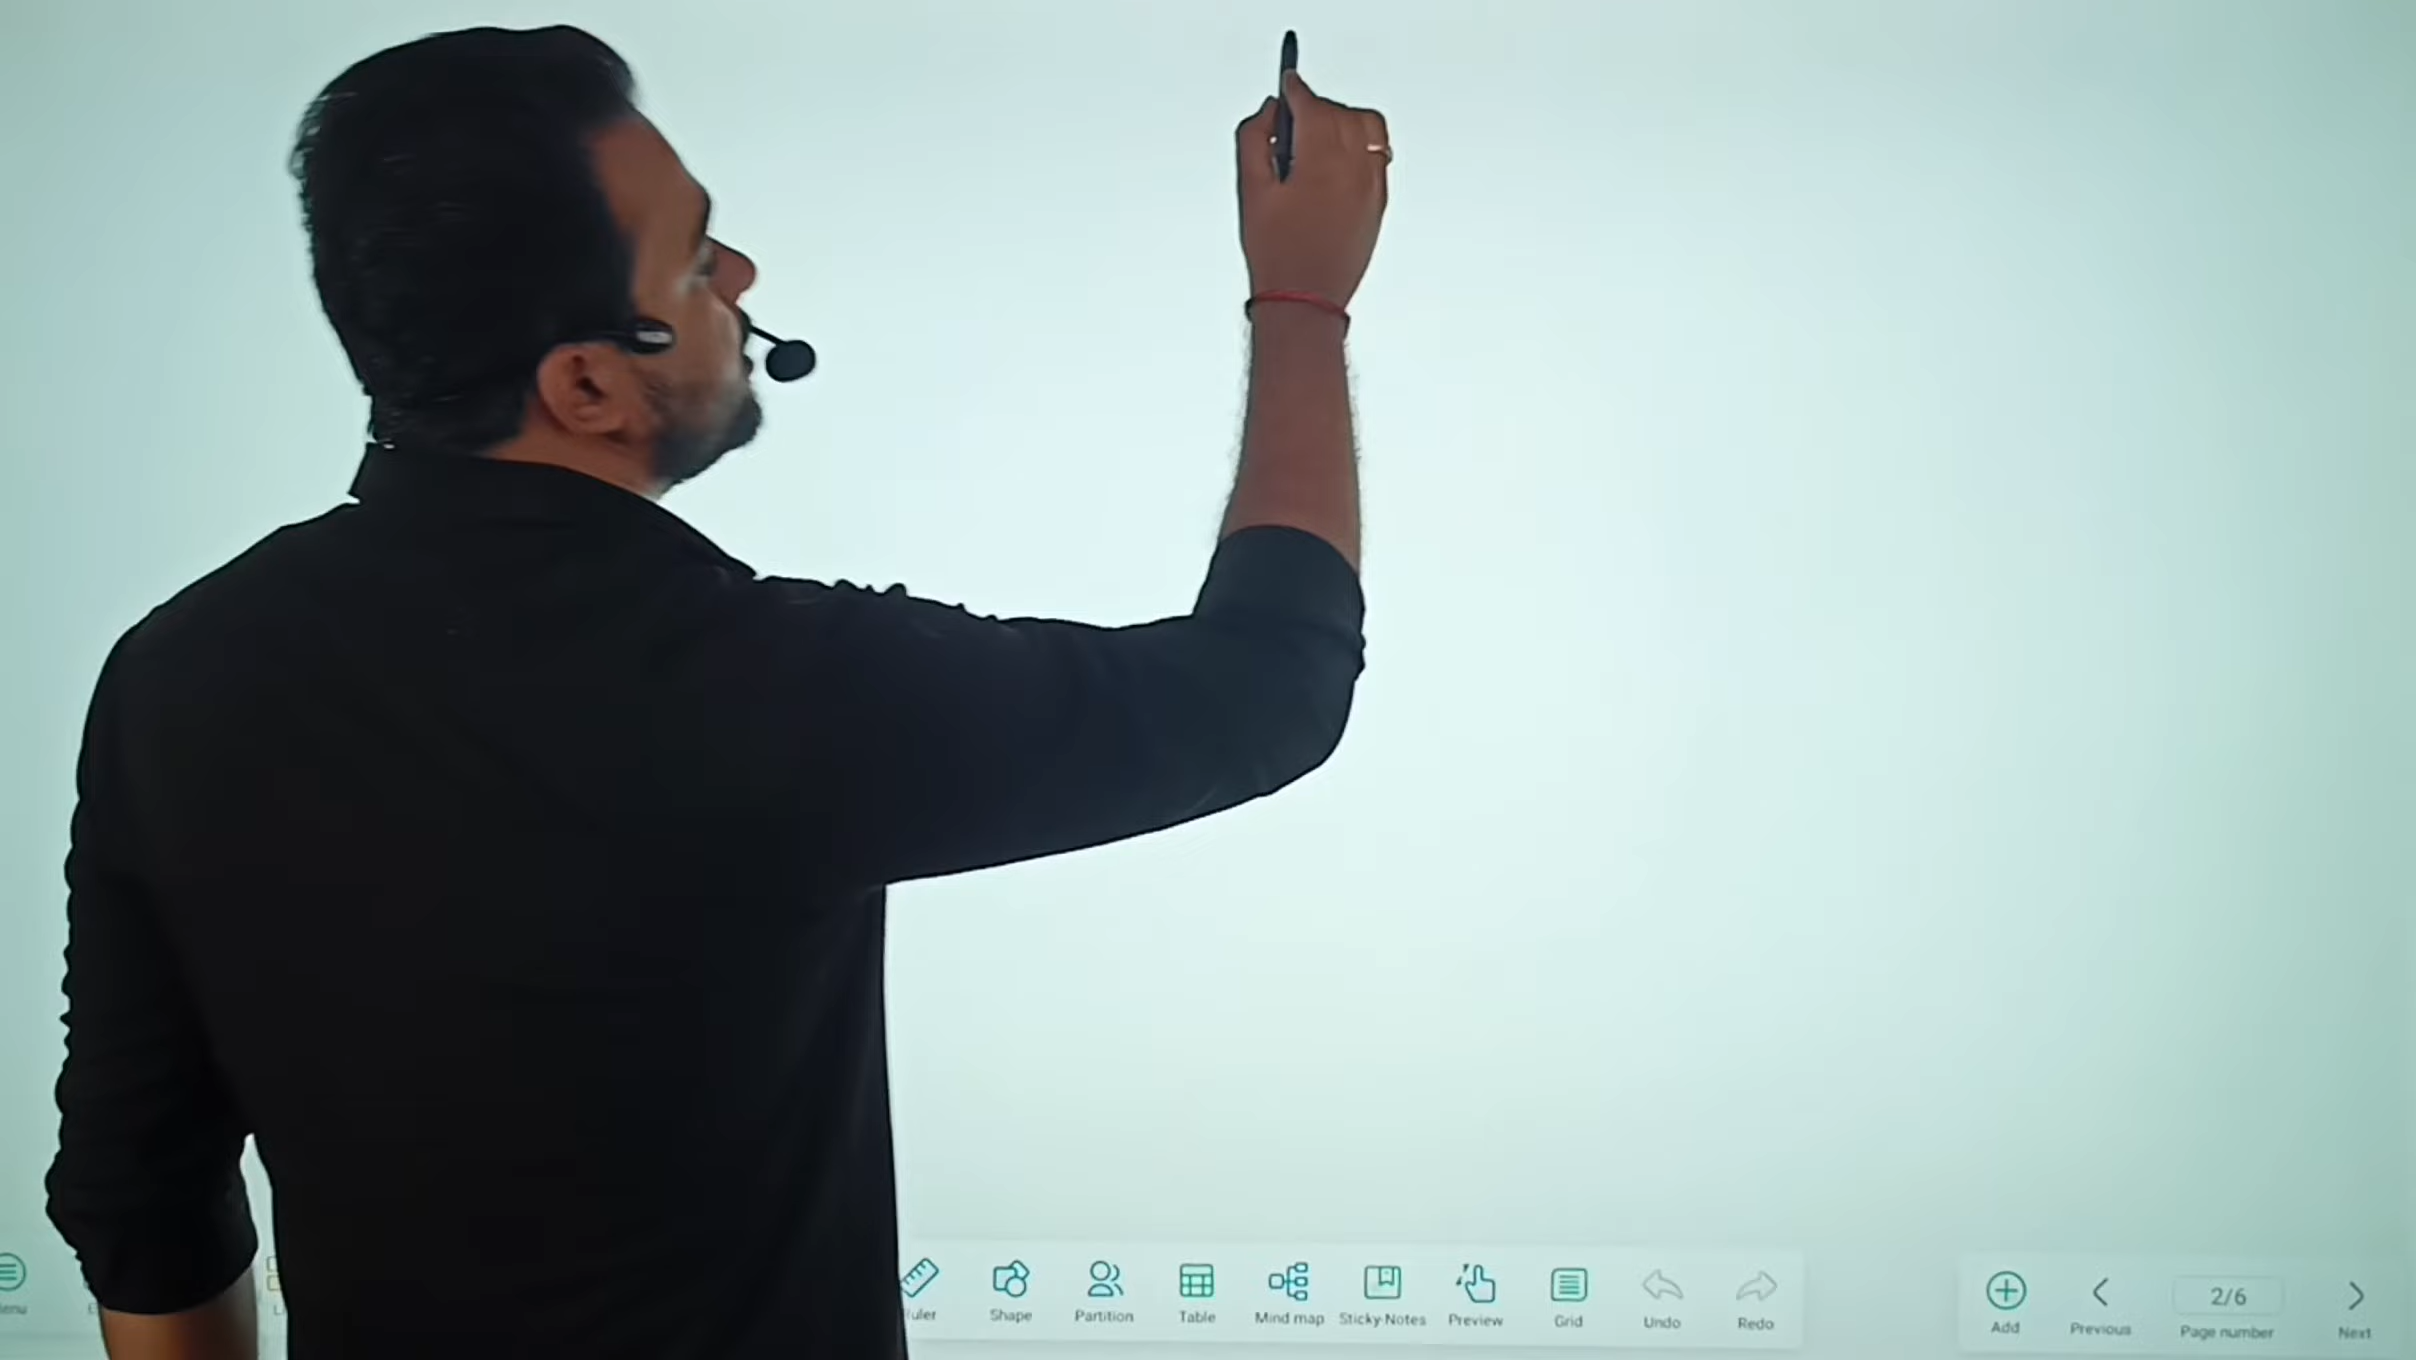 Shape
Partition
Table
Mind map
Sticky Notes
Preview
Grid
Undo
Redo
Add
Previous
2/6
Page number
Next